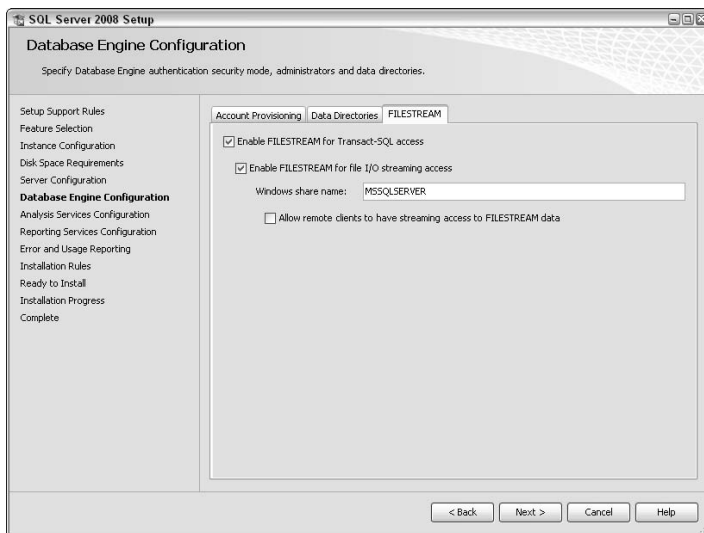 SQL Server 2008 Setup
Database Engine Configuration
Specify Database Engine authentication security mode, administrators and data directories.
Setup Support Rules
Feature Selection
Instance Configuration
Disk Space Requirements
Server Configuration
Database Engine Configuration
Analysis Services Configuration
Reporting Services Configuration
Error and Usage Reporting
Installation Rules
Ready to Install
Installation Progress
Complete
Account Provisioning Data Directories FILESTREAM
Enable FILESTREAM for Transact-SQL access
Enable FILESTREAM for file I/O streaming access
Windows share name: MSSQLSERVER
Allow remote clients to have streaming access to FILESTREAM data
< Back Next > Cancel Help